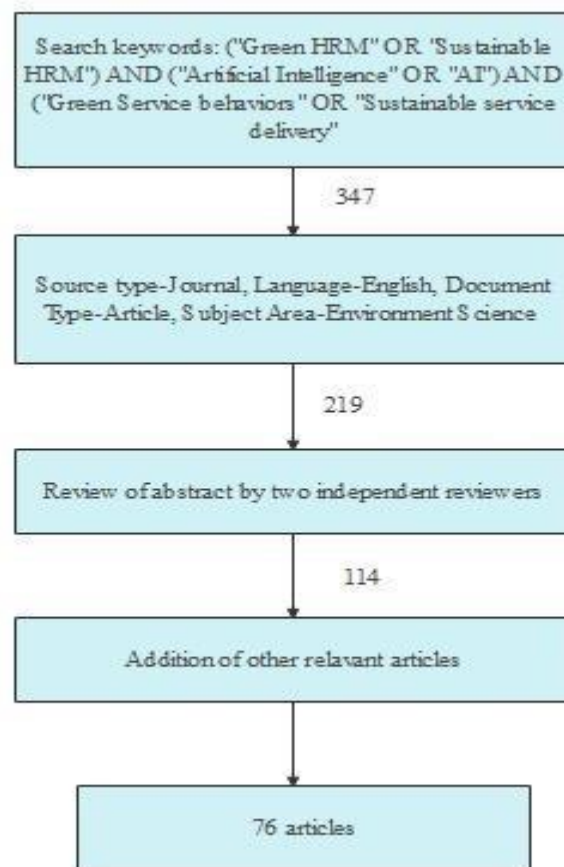 Search keywords: ("Green HRM" OR "Sustainable
HRM") AND ("Artificial Intelligence" OR "AI") AND
("Green Service behaviors" OR "Sustainable service
delivery"
347
Source type-Journal, Language-English, Document
Type-Article, Subject Area-Environment Science
219
Review of abstract by two independent reviewers
114
Addition of other relavant articles
76 articles